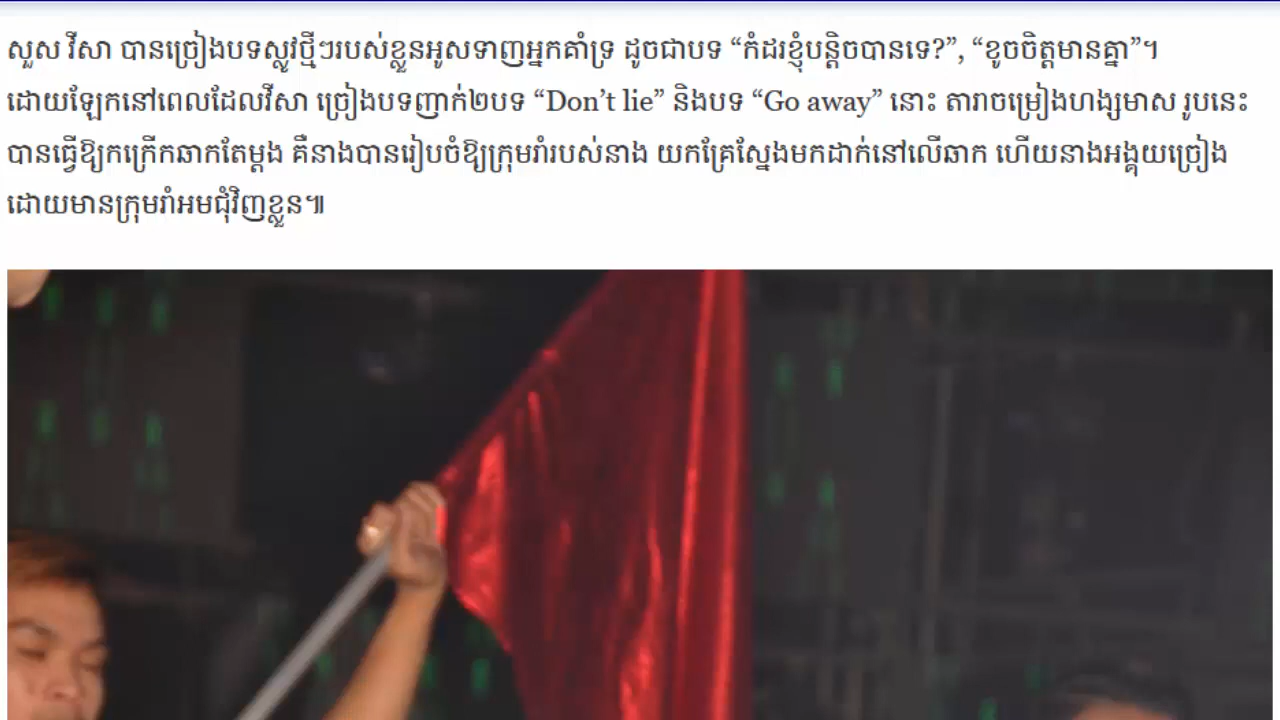 សួស វីសា បានច្រៀងបទស្លូវថ្មីៗរបស់ខ្លួនអូសទាញអ្នកគាំទ្រ ដូចជាបទ “កំដរខ្ញុំបន្តិចបានទេ?”, “ខូចចិត្តមានគ្នា”។
ដោយឡែកនៅពេលដែលវីសា ច្រៀងបទញាក់២បទ “Don’t lie” និងបទ “Go away” នោះ តារាចម្រៀងហង្សមាស រូបនេះ
បានធ្វើឱ្យកក្រើកឆាកតែម្ដង គឺនាងបានរៀបចំឱ្យក្រុមរាំរបស់នាង យកគ្រែស្នែងមកដាក់នៅលើឆាក ហើយនាងអង្គុយច្រៀង
ដោយមានក្រុមរាំអមជុំវិញខ្លួន៕